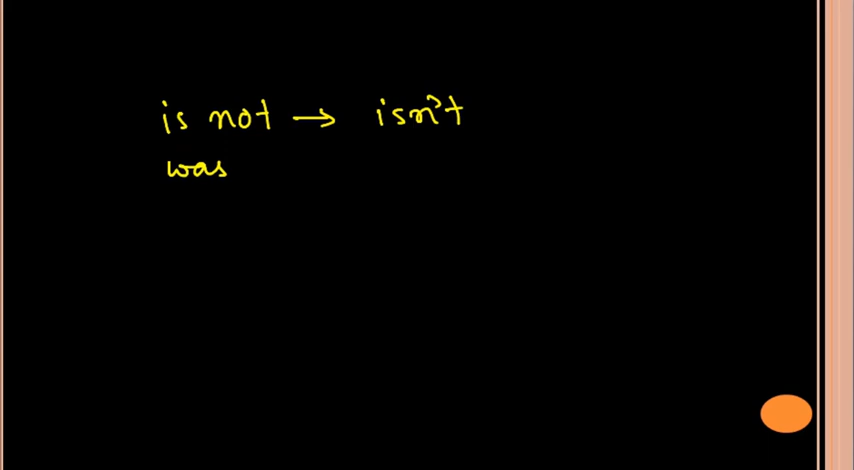 is not → isn't
was